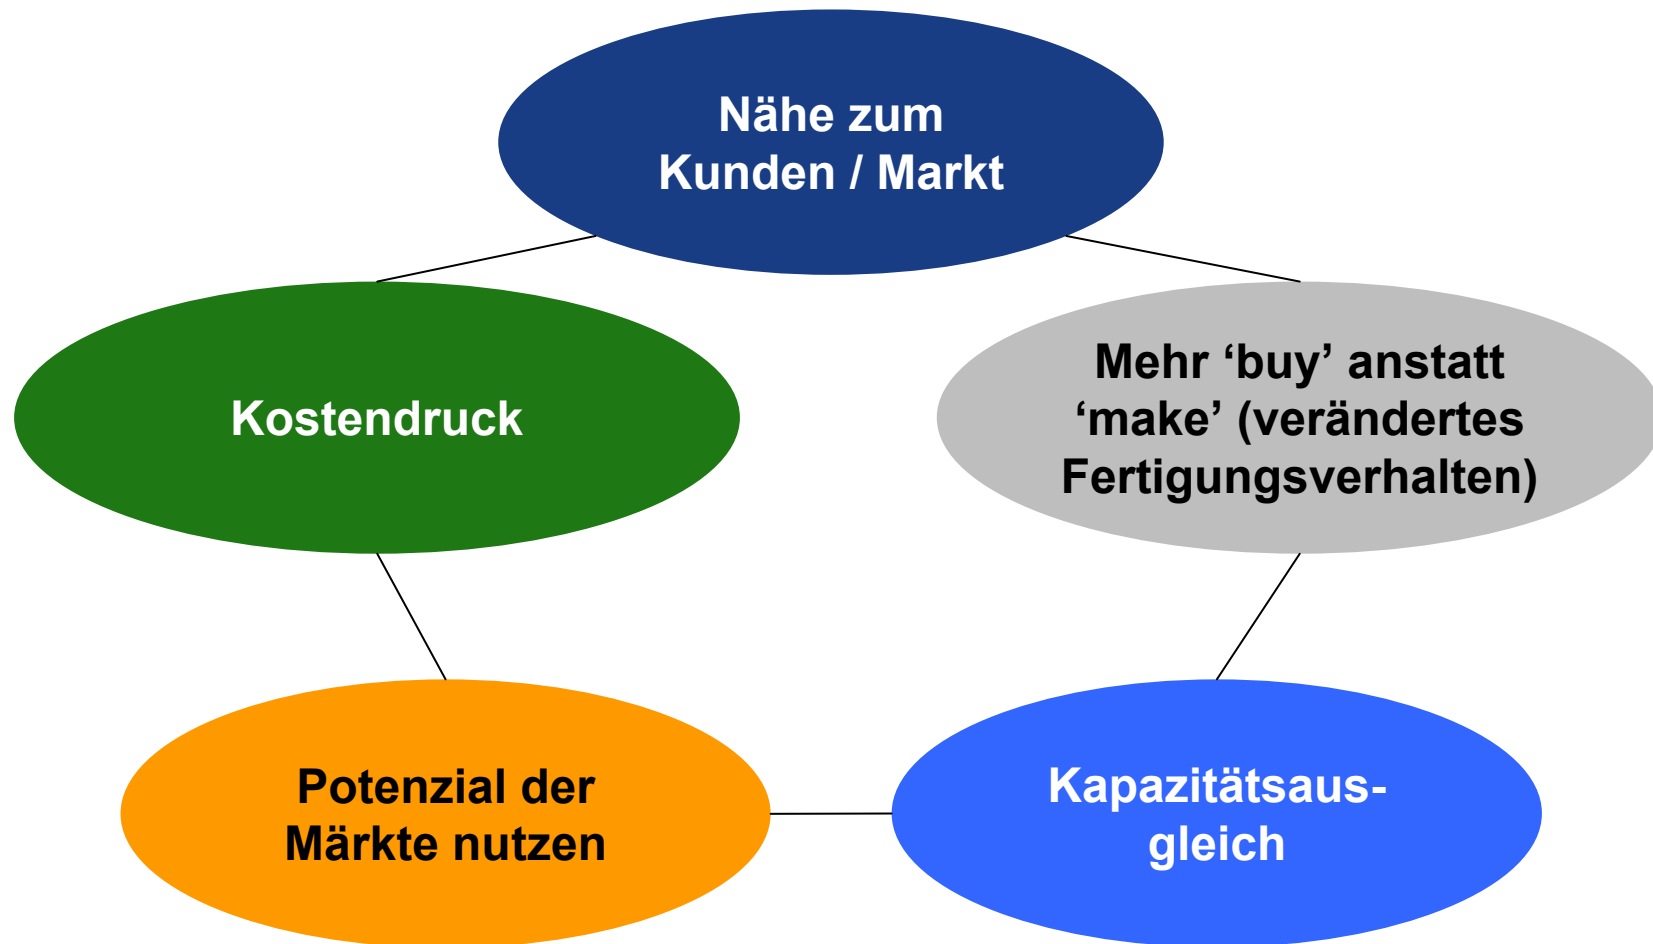 Nähe zum
Kunden / Markt
Kostendruck
Mehr ‘buy’ anstatt
‘make’ (verändertes
Fertigungsverhalten)
Potenzial der
Märkte nutzen
Kapazitätsaus-
gleich